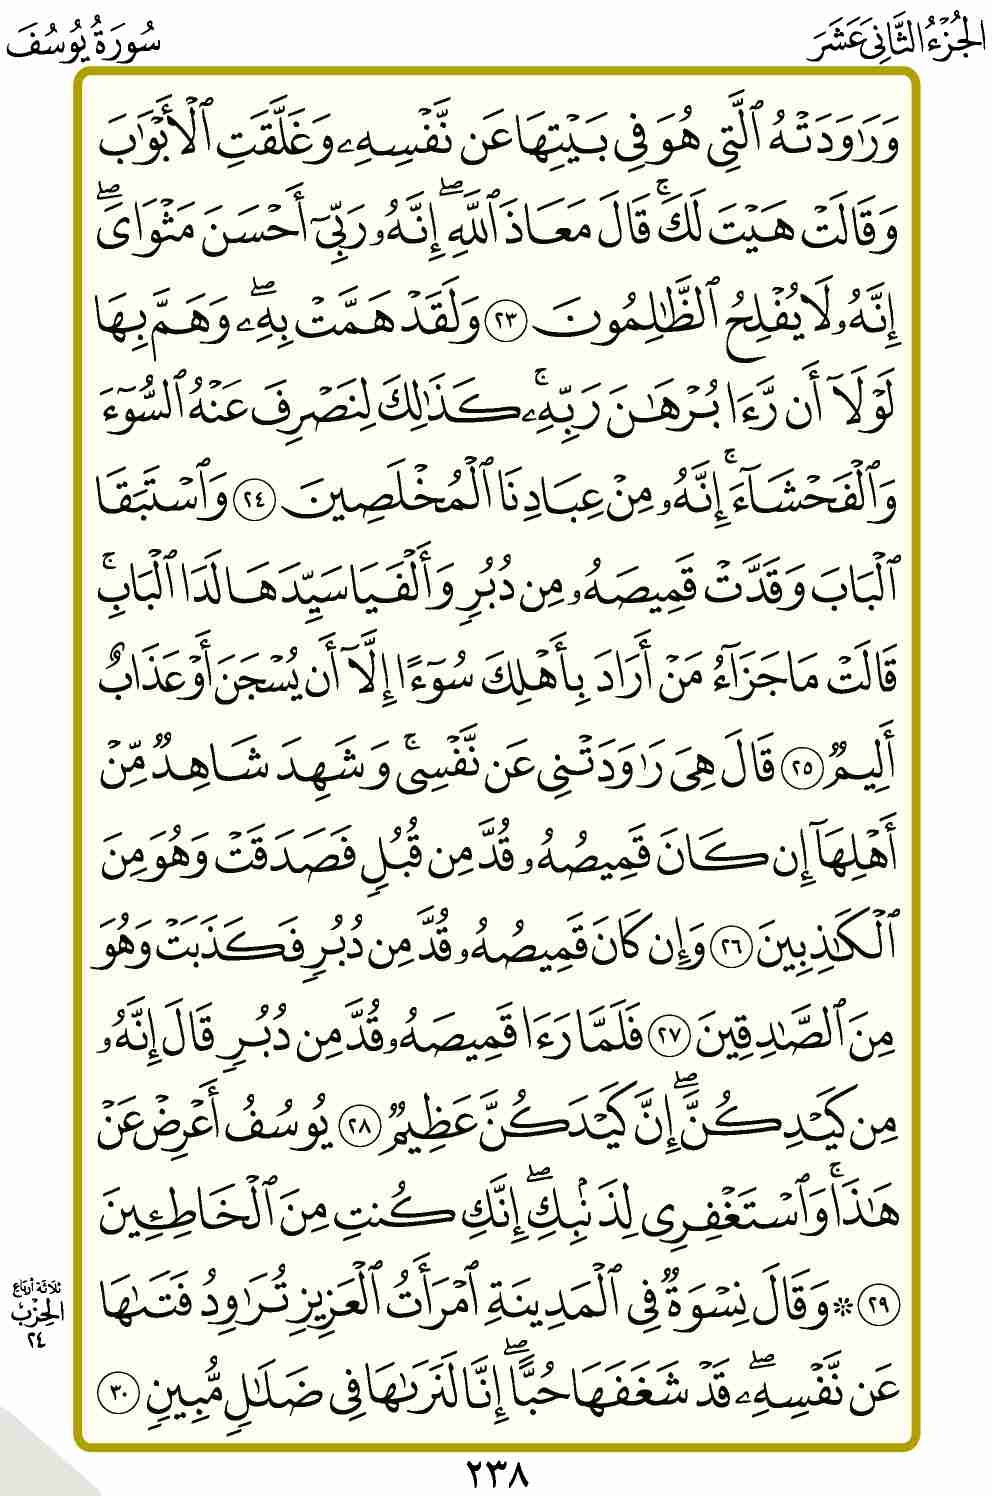 الجُزْءُ الثَّانِيَ عَشَرَ
سُورَةُ يُوسُفَ
وَرَٰوَدَتْهُ ٱلَّتِى هُوَ فِى بَيْتِهَا عَن نَّفْسِهِۦ وَغَلَّقَتِ ٱلْأَبْوَٰبَ
وَقَالَتْ هَيْتَ لَكَ ۚ قَالَ مَعَاذَ ٱللَّهِ ۖ إِنَّهُۥ رَبِّىٓ أَحْسَنَ مَثْوَاىَ ۖ
إِنَّهُۥ لَا يُفْلِحُ ٱلظَّٰلِمُونَ ٢٣ وَلَقَدْ هَمَّتْ بِهِۦ ۖ وَهَمَّ بِهَا
لَوْلَآ أَن رَّءَا بُرْهَٰنَ رَبِّهِۦ ۚ كَذَٰلِكَ لِنَصْرِفَ عَنْهُ ٱلسُّوٓءَ
وَٱلْفَحْشَآءَ ۚ إِنَّهُۥ مِنْ عِبَادِنَا ٱلْمُخْلَصِينَ ٢٤ وَٱسْتَبَقَا
ٱلْبَابَ وَقَدَّتْ قَمِيصَهُۥ مِن دُبُرٍ وَأَلْفَيَا سَيِّدَهَا لَدَا ٱلْبَابِ ۚ
قَالَتْ مَا جَزَآءُ مَنْ أَرَادَ بِأَهْلِكَ سُوٓءًا إِلَّآ أَن يُسْجَنَ أَوْ عَذَابٌ
أَلِيمٌ ٢٥ قَالَ هِىَ رَٰوَدَتْنِى عَن نَّفْسِى ۚ وَشَهِدَ شَاهِدٌ مِّنْ
أَهْلِهَآ إِن كَانَ قَمِيصُهُۥ قُدَّ مِن قُبُلٍ فَصَدَقَتْ وَهُوَ مِنَ
ٱلْكَٰذِبِينَ ٢٦ وَإِن كَانَ قَمِيصُهُۥ قُدَّ مِن دُبُرٍ فَكَذَبَتْ وَهُوَ
مِنَ ٱلصَّٰدِقِينَ ٢٧ فَلَمَّا رَءَا قَمِيصَهُۥ قُدَّ مِن دُبُرٍ قَالَ إِنَّهُۥ
مِن كَيْدِكُنَّ ۖ إِنَّ كَيْدَكُنَّ عَظِيمٌ ٢٨ يُوسُفُ أَعْرِضْ عَنْ
هَٰذَا ۚ وَٱسْتَغْفِرِى لِذَنۢبِكِ ۖ إِنَّكِ كُنتِ مِنَ ٱلْخَاطِـِٔينَ
٢٩ ۞ وَقَالَ نِسْوَةٌ فِى ٱلْمَدِينَةِ ٱمْرَأَتُ ٱلْعَزِيزِ تُرَٰوِدُ فَتَىٰهَا
عَن نَّفْسِهِۦ ۖ قَدْ شَغَفَهَا حُبًّا ۖ إِنَّا لَنَرَىٰهَا فِى ضَلَٰلٍ مُّبِينٍ ٣٠
ثلاثة أرباع
الحِزْب
٢٤
٢٣٨